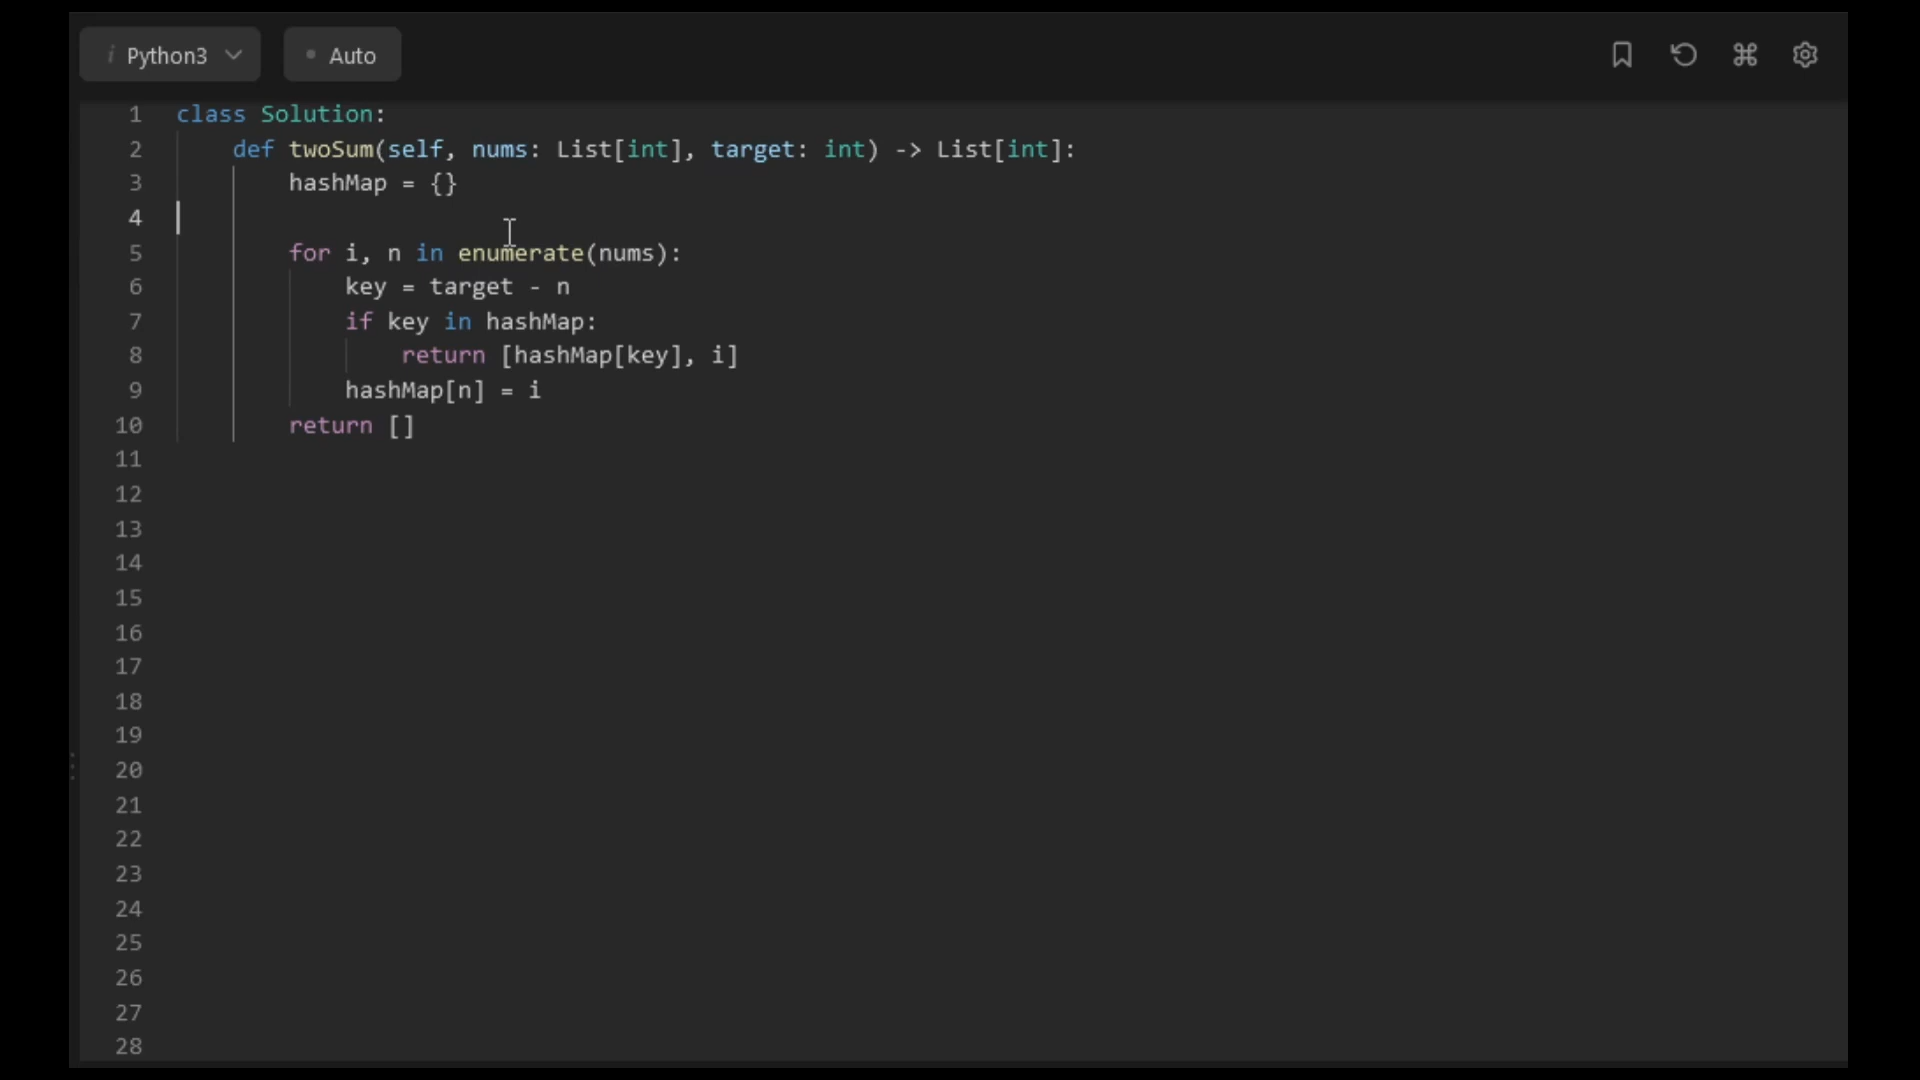 Python3
Auto
1 class Solution:
2 def twoSum(self, nums: List[int], target: int) -> List[int]:
3 hashMap = {}
4
5 for i, n in enumerate(nums):
6 key = target - n
7 if key in hashMap:
8 return [hashMap[key], i]
9 hashMap[n] = i
10 return []
11
12
13
14
15
16
17
18
19
20
21
22
23
24
25
26
27
28